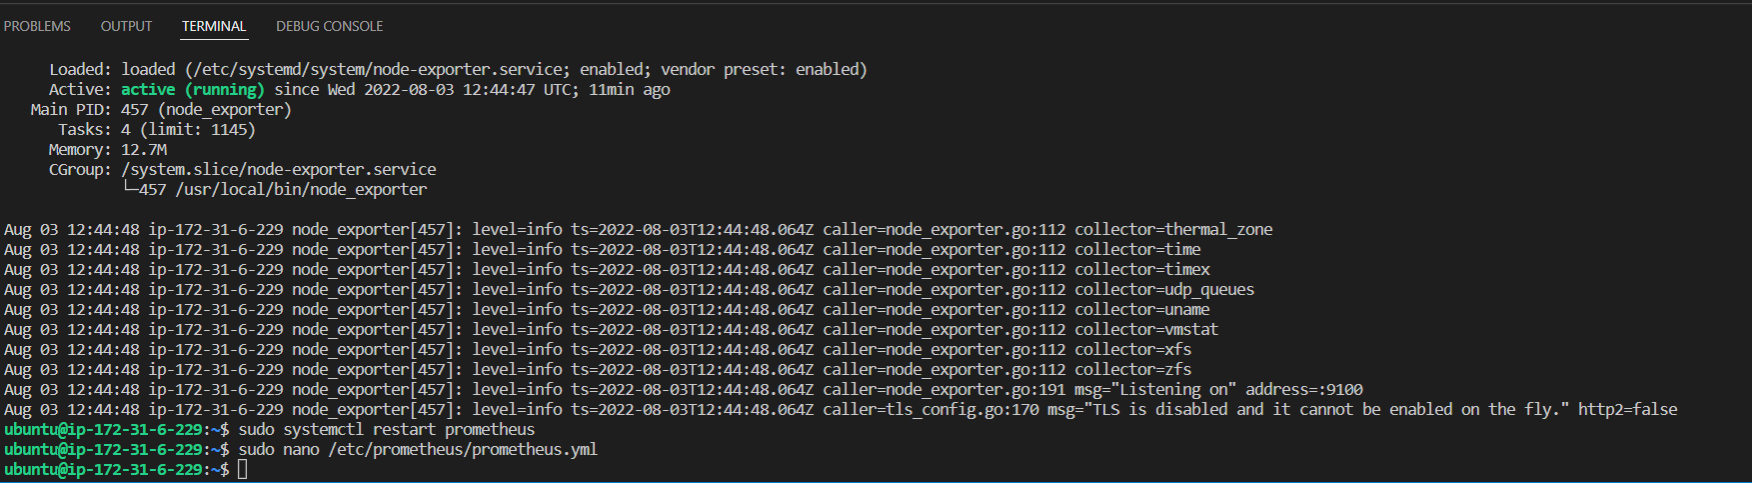 PROBLEMS OUTPUT TERMINAL DEBUG CONSOLE
Loaded: loaded (/etc/systemd/system/node-exporter.service; enabled; vendor preset: enabled)
Active: active (running) since Wed 2022-08-03 12:44:47 UTC; 11min ago
Main PID: 457 (node_exporter)
Tasks: 4 (limit: 1145)
Memory: 12.7M
CGroup: /system.slice/node-exporter.service
└─457 /usr/local/bin/node_exporter
Aug 03 12:44:48 ip-172-31-6-229 node_exporter[457]: level=info ts=2022-08-03T12:44:48.064Z caller=node_exporter.go:112 collector=thermal_zone
Aug 03 12:44:48 ip-172-31-6-229 node_exporter[457]: level=info ts=2022-08-03T12:44:48.064Z caller=node_exporter.go:112 collector=time
Aug 03 12:44:48 ip-172-31-6-229 node_exporter[457]: level=info ts=2022-08-03T12:44:48.064Z caller=node_exporter.go:112 collector=timex
Aug 03 12:44:48 ip-172-31-6-229 node_exporter[457]: level=info ts=2022-08-03T12:44:48.064Z caller=node_exporter.go:112 collector=udp_queues
Aug 03 12:44:48 ip-172-31-6-229 node_exporter[457]: level=info ts=2022-08-03T12:44:48.064Z caller=node_exporter.go:112 collector=uname
Aug 03 12:44:48 ip-172-31-6-229 node_exporter[457]: level=info ts=2022-08-03T12:44:48.064Z caller=node_exporter.go:112 collector=vmstat
Aug 03 12:44:48 ip-172-31-6-229 node_exporter[457]: level=info ts=2022-08-03T12:44:48.064Z caller=node_exporter.go:112 collector=xfs
Aug 03 12:44:48 ip-172-31-6-229 node_exporter[457]: level=info ts=2022-08-03T12:44:48.064Z caller=node_exporter.go:112 collector=zfs
Aug 03 12:44:48 ip-172-31-6-229 node_exporter[457]: level=info ts=2022-08-03T12:44:48.064Z caller=node_exporter.go:191 msg="Listening on" address=:9100
Aug 03 12:44:48 ip-172-31-6-229 node_exporter[457]: level=info ts=2022-08-03T12:44:48.064Z caller=tls_config.go:170 msg="TLS is disabled and it cannot be enabled on the fly." http2=false
ubuntu@ip-172-31-6-229:~$ sudo systemctl restart prometheus
ubuntu@ip-172-31-6-229:~$ sudo nano /etc/prometheus/prometheus.yml
ubuntu@ip-172-31-6-229:~$